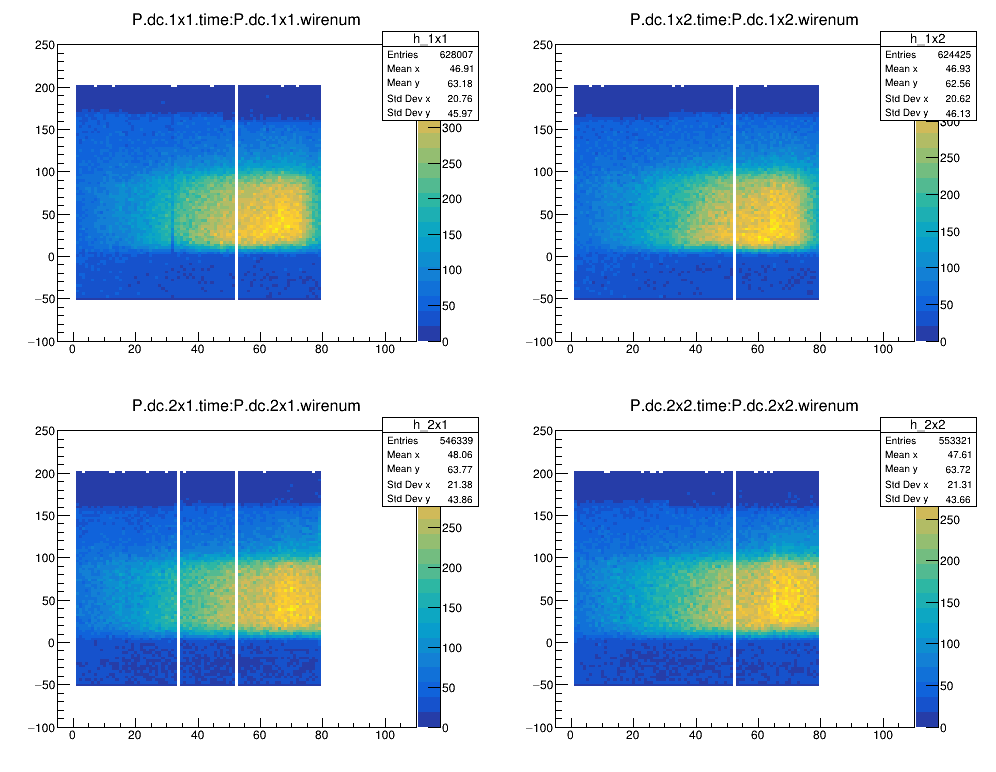 P.dc.1x1.time:P.dc.1x1.wirenum
h_1x1
Entries 628007
Mean x 46.91
Mean y 63.18
Std Dev x 20.76
Std Dev y 45.97
250
200
150
100
50
0
−50
−100
0 20 40 60 80 100
300
250
200
150
100
50
0
P.dc.1x2.time:P.dc.1x2.wirenum
h_1x2
Entries 624425
Mean x 46.93
Mean y 62.56
Std Dev x 20.62
Std Dev y 46.13
250
200
150
100
50
0
−50
−100
0 20 40 60 80 100
300
250
200
150
100
50
0
P.dc.2x1.time:P.dc.2x1.wirenum
h_2x1
Entries 546339
Mean x 48.06
Mean y 63.77
Std Dev x 21.38
Std Dev y 43.86
250
200
150
100
50
0
−50
−100
0 20 40 60 80 100
250
200
150
100
50
0
P.dc.2x2.time:P.dc.2x2.wirenum
h_2x2
Entries 553321
Mean x 47.61
Mean y 63.72
Std Dev x 21.31
Std Dev y 43.66
250
200
150
100
50
0
−50
−100
0 20 40 60 80 100
250
200
150
100
50
0